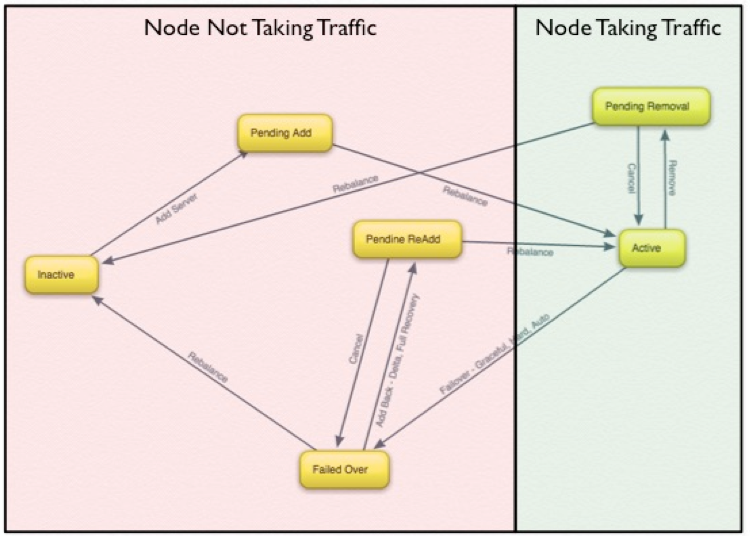 Node Not Taking Traffic
Node Taking Traffic
Pending Removal
Pending Add
Cancel
Remove
Rebalance
Rebalance
Add Server
Pendine ReAdd
Rebalance
Active
Inactive
Cancel
Add Back - Delta, Full Recovery
Failover - Graceful, Hard, Auto
Rebalance
Failed Over